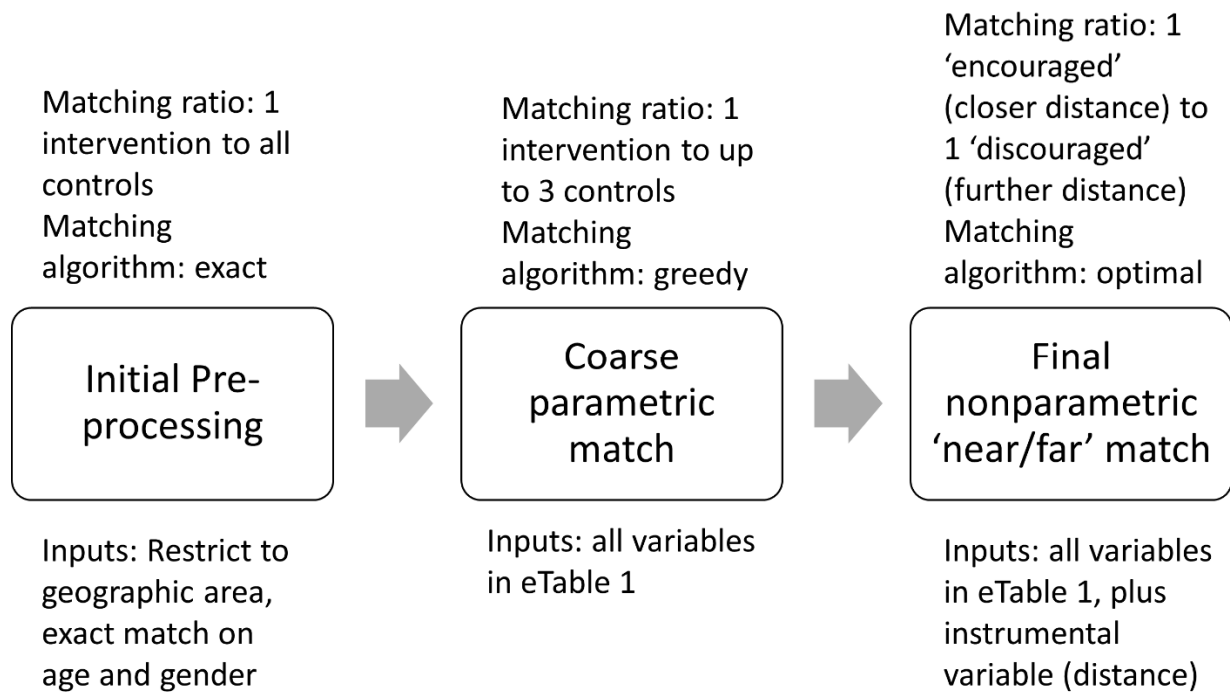 Matching ratio: 1
intervention to all
controls
Matching
algorithm: exact
Initial Pre-
processing
Inputs: Restrict to
geographic area,
exact match on
age and gender
Matching ratio: 1
intervention to up
to 3 controls
Matching
algorithm: greedy
Coarse
parametric
match
Inputs: all variables
in eTable 1
Matching ratio: 1
‘encouraged’
(closer distance) to
1 ‘discouraged’
(further distance)
Matching
algorithm: optimal
Final
nonparametric
‘near/far’ match
Inputs: all variables
in eTable 1, plus
instrumental
variable (distance)